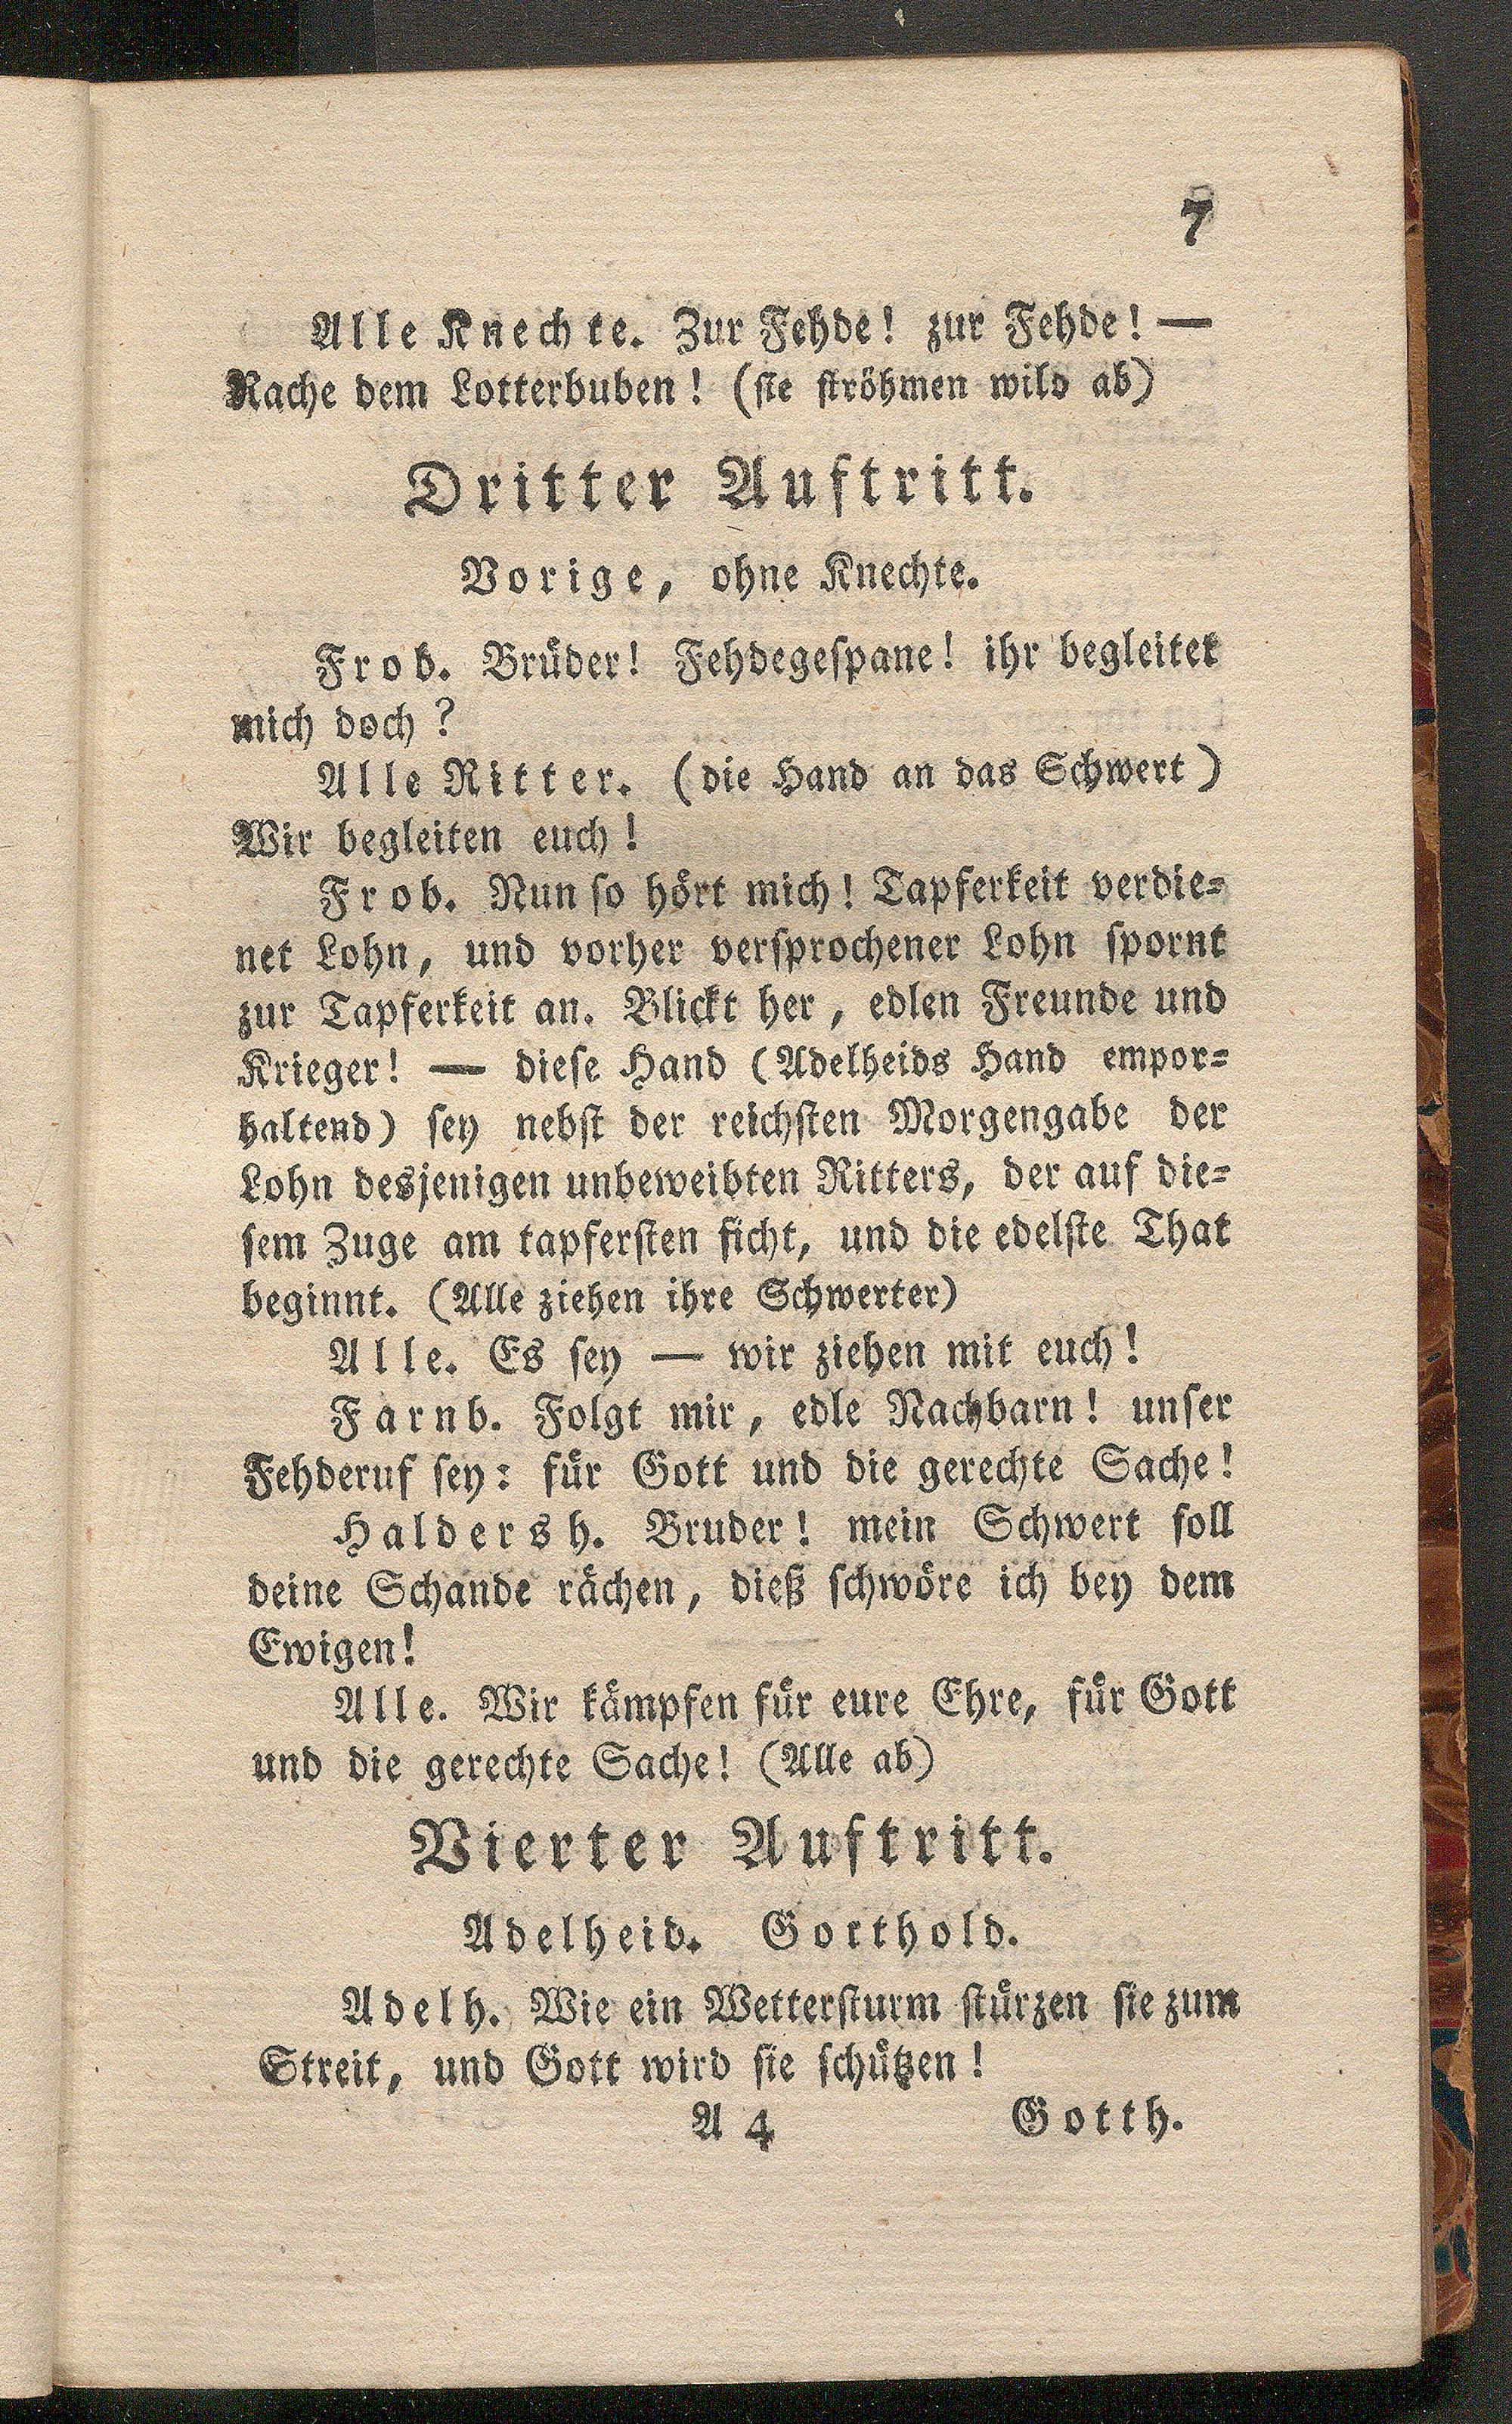 7
Alle Knechte. Zur Fehde! zur Fehde! —
Rache dem Lotterbuben! (sie ströhmen wild ab)
Dritter Auftritt.
Vorige, ohne Knechte.
Frob. Brüder! Fehdegespane! ihr begleitet
mich doch?
Alle Ritter. (die Hand an das Schwert)
Wir begleiten euch!
Frob. Nun so hört mich! Tapferkeit verdie-
net Lohn, und vorher versprochener Lohn spornt
zur Tapferkeit an. Blickt her, edlen Freunde und
Krieger! — diese Hand (Adelheids Hand empor-
haltend) sey nebst der reichsten Morgengabe der
Lohn desjenigen unbeweibten Ritters, der auf die-
sem Zuge am tapfersten ficht, und die edelste That
beginnt. (Alle ziehen ihre Schwerter)
Alle. Es sey — wir ziehen mit euch!
Farnb. Folgt mir, edle Nachbarn! unser
Fehderuf sey: für Gott und die gerechte Sache!
Haldersh. Bruder! mein Schwert soll
deine Schande rächen, dieß schwöre ich bey dem
Ewigen!
Alle. Wir kämpfen für eure Ehre, für Gott
und die gerechte Sache! (Alle ab)
Vierter Auftritt.
Adelheid. Gotthold.
Adelh. Wie ein Wettersturm stürzen sie zum
Streit, und Gott wird sie schützen!
A 4 Gotth.